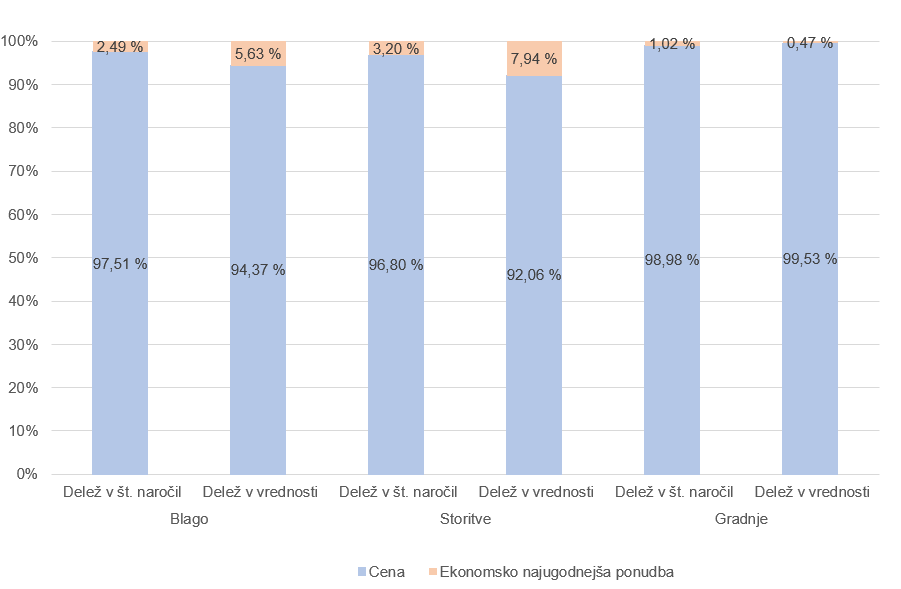 100%
90%
80%
70%
60%
50%
40%
30%
20%
10%
0%
2,49 %
5,63 %
3,20 %
7,94 %
1,02 %
0,47 %
97,51 %
94,37 %
96,80 %
92,06 %
98,98 %
99,53 %
Delež v št. naročil
Delež v vrednosti
Delež v št. naročil
Delež v vrednosti
Delež v št. naročil
Delež v vrednosti
Blago
Storitve
Gradnje
Cena
Ekonomsko najugodnejša ponudba